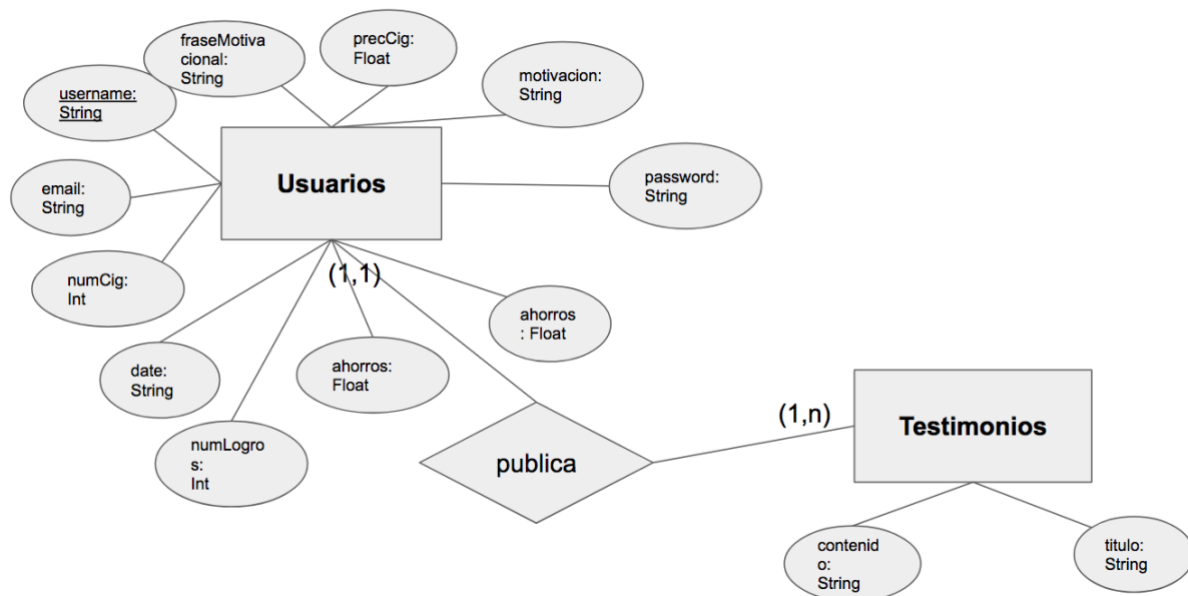 fraseMotiva
cional:
String
precCig:
Float
motivacion:
String
username:
String
Usuarios
password:
String
email:
String
numCig:
Int
(1,1)
ahorros
: Float
date:
String
ahorros:
Float
numLogro
s:
Int
publica
(1,n)
Testimonios
contenid
o:
String
titulo:
String